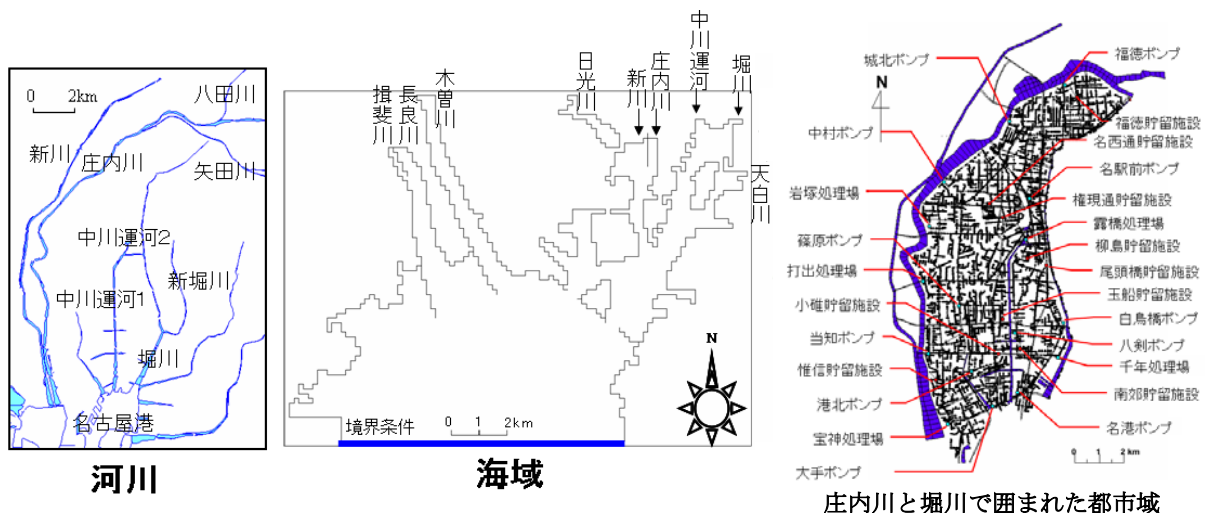 0 2km
八田川
新川
庄内川
矢田川
中川運河2
新堀川
中川運河1
堀川
名古屋港
河川
揖斐川
長良川
木曽川
日光川
新川
庄内川
中川運河
堀川
天白川
N
境界条件
0 1 2km
海域
N
城北ポンプ
中村ポンプ
岩塚処理場
篠原ポンプ
打出処理場
小碓貯留施設
当知ポンプ
惟信貯留施設
港北ポンプ
宝神処理場
大手ポンプ
福徳ポンプ
福徳貯留施設
名西通貯留施設
名駅前ポンプ
権現通貯留施設
露橋処理場
柳島貯留施設
尾頭橋貯留施設
玉船貯留施設
白鳥橋ポンプ
八剣ポンプ
千年処理場
南郊貯留施設
名港ポンプ
0 1 2 km
庄内川と堀川で囲まれた都市域